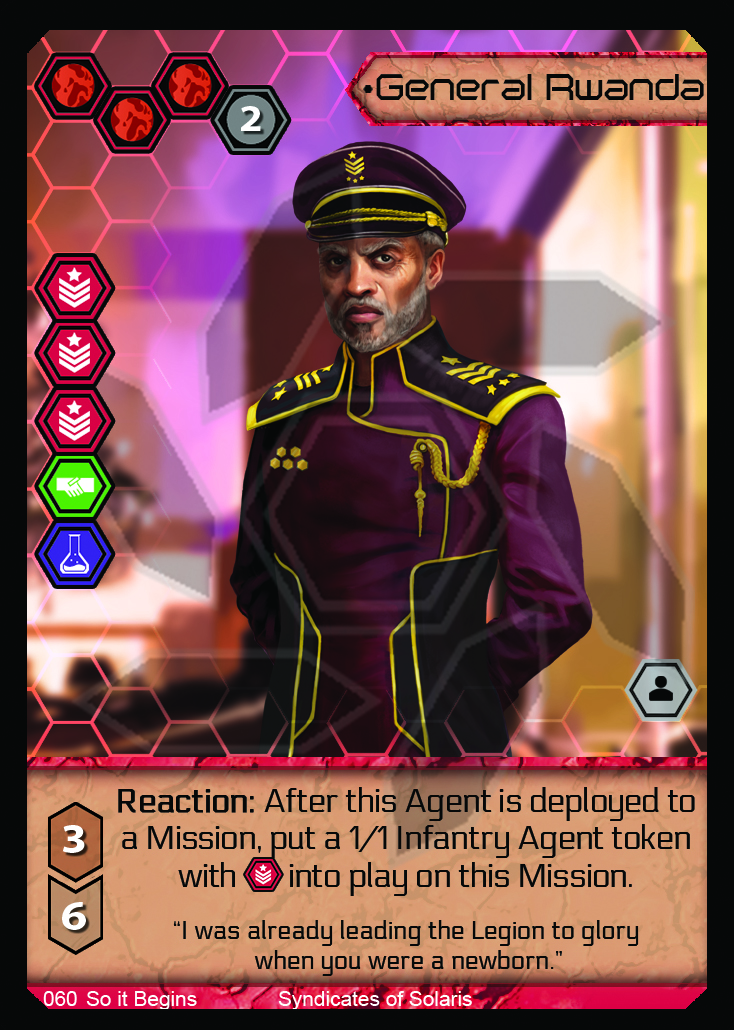 •General Rwanda
2
3
6
Reaction: After this Agent is deployed to
a Mission, put a 1/1 Infantry Agent token
with into play on this Mission.
“I was already leading the Legion to glory
when you were a newborn.”
060 So it Begins Syndicates of Solaris